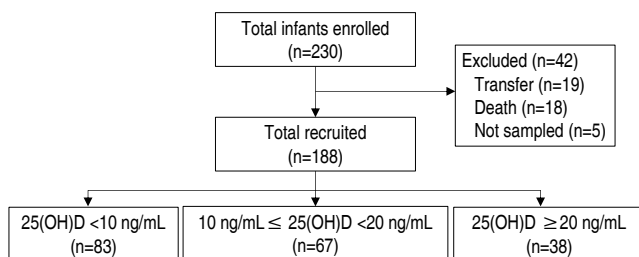 Total infants enrolled
(n=230)
Excluded (n=42)
Transfer (n=19)
Death (n=18)
Not sampled (n=5)
Total recruited
(n=188)
25(OH)D <10 ng/mL
(n=83)
10 ng/mL ≤ 25(OH)D <20 ng/mL
(n=67)
25(OH)D ≥20 ng/mL
(n=38)